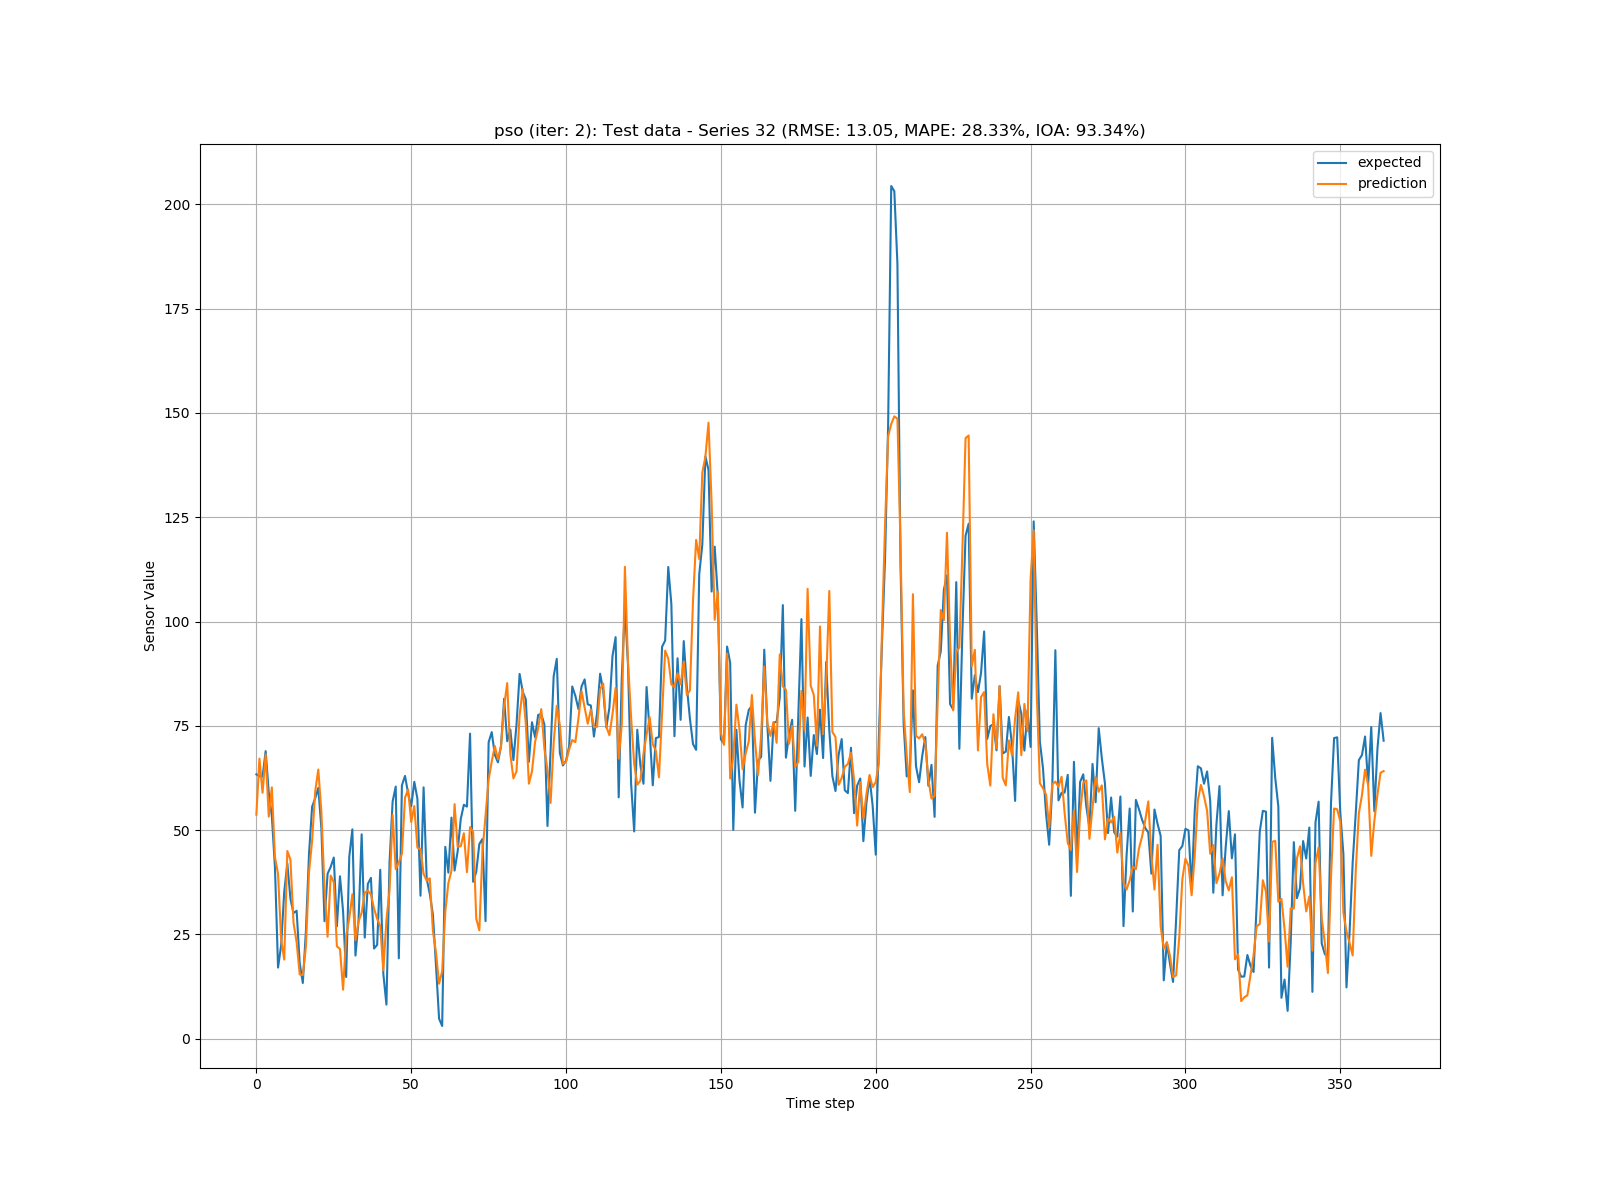 pso (iter: 2): Test data - Series 32 (RMSE: 13.05, MAPE: 28.33%, IOA: 93.34%)
expected
prediction
200
175
150
125
100
75
50
25
0
Sensor Value
0 50 100 150 200 250 300 350
Time step